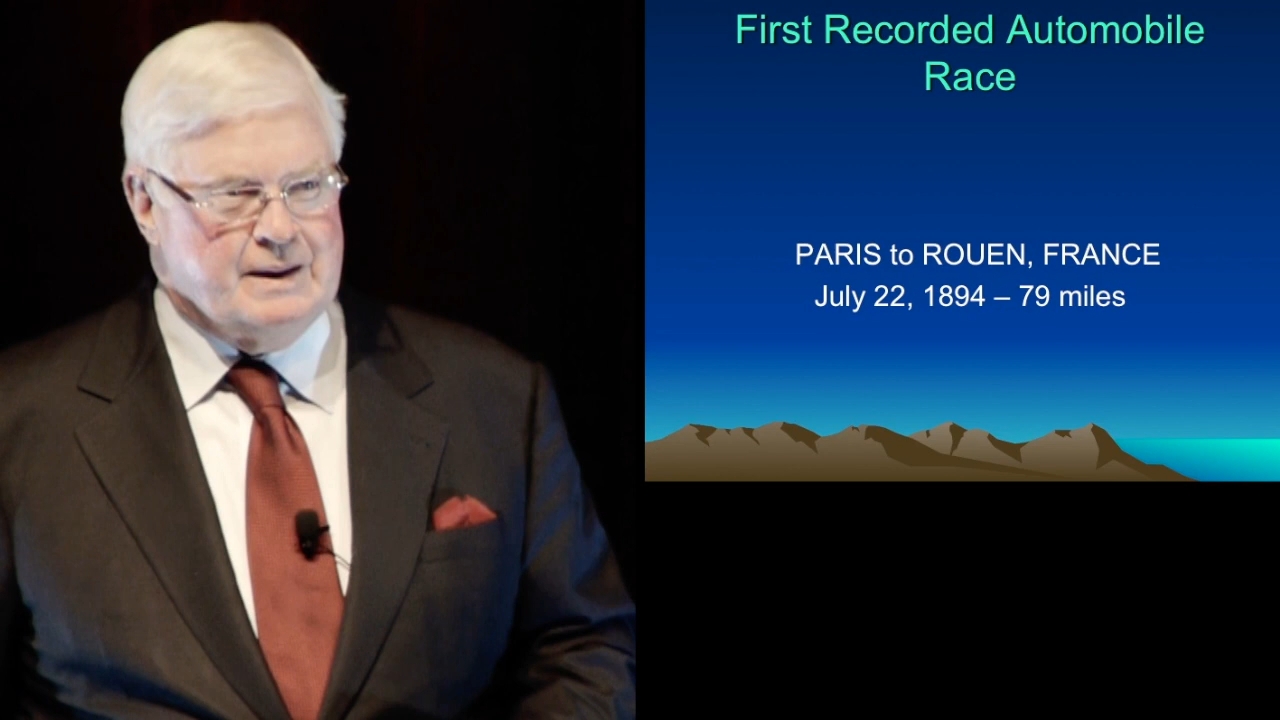 First Recorded Automobile
Race
PARIS to ROUEN, FRANCE
July 22, 1894 – 79 miles